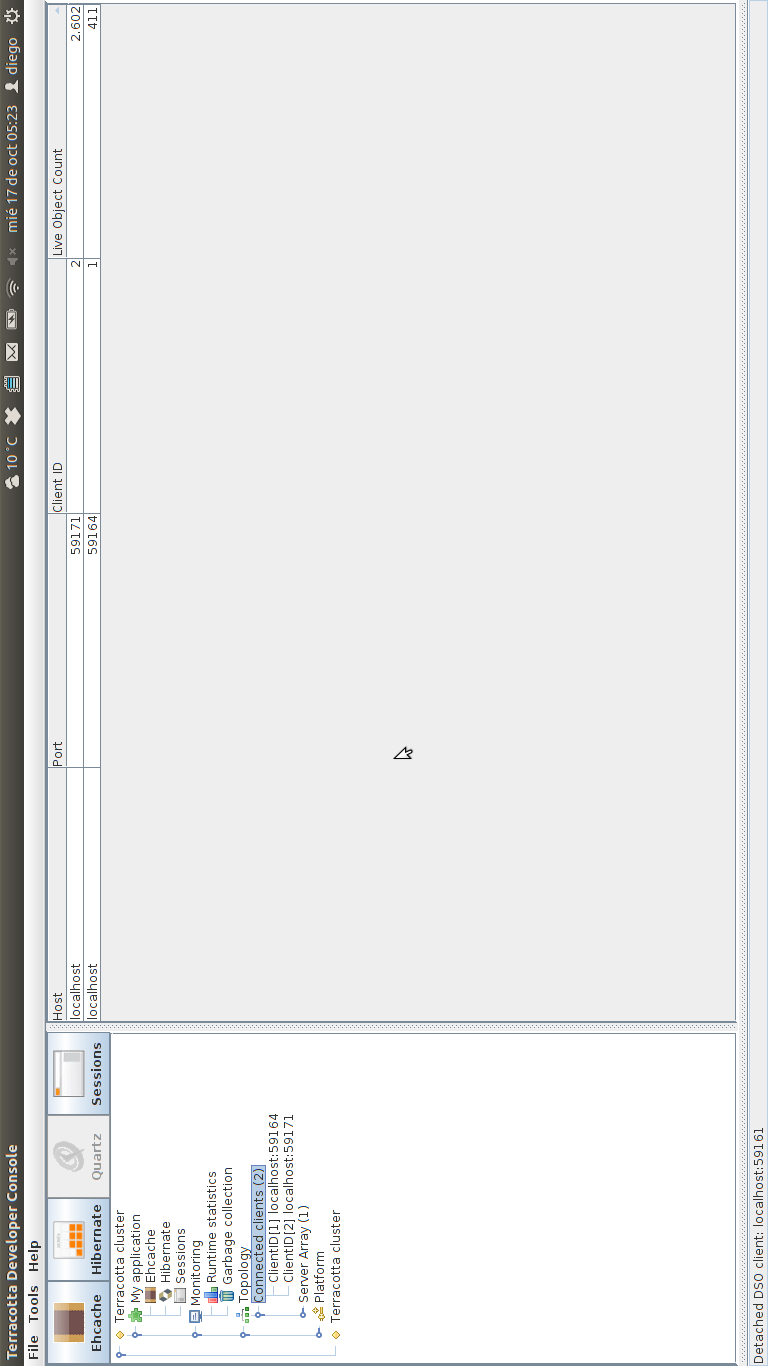 Terracotta Developer Console
10 °C
mié 17 de oct 05:23
diego
File Tools Help
Ehcache
Hibernate
Quartz
Sessions
Terracotta cluster
My application
Ehcache
Hibernate
Sessions
Monitoring
Runtime statistics
Garbage collection
Topology
Connected clients (2)
ClientID[1] localhost:59164
ClientID[2] localhost:59171
Server Array (1)
Platform
Terracotta cluster
Host Port Client ID Live Object Count
localhost 59171 2 2.602
localhost 59164 1 411
Detached DSO client: localhost:59161